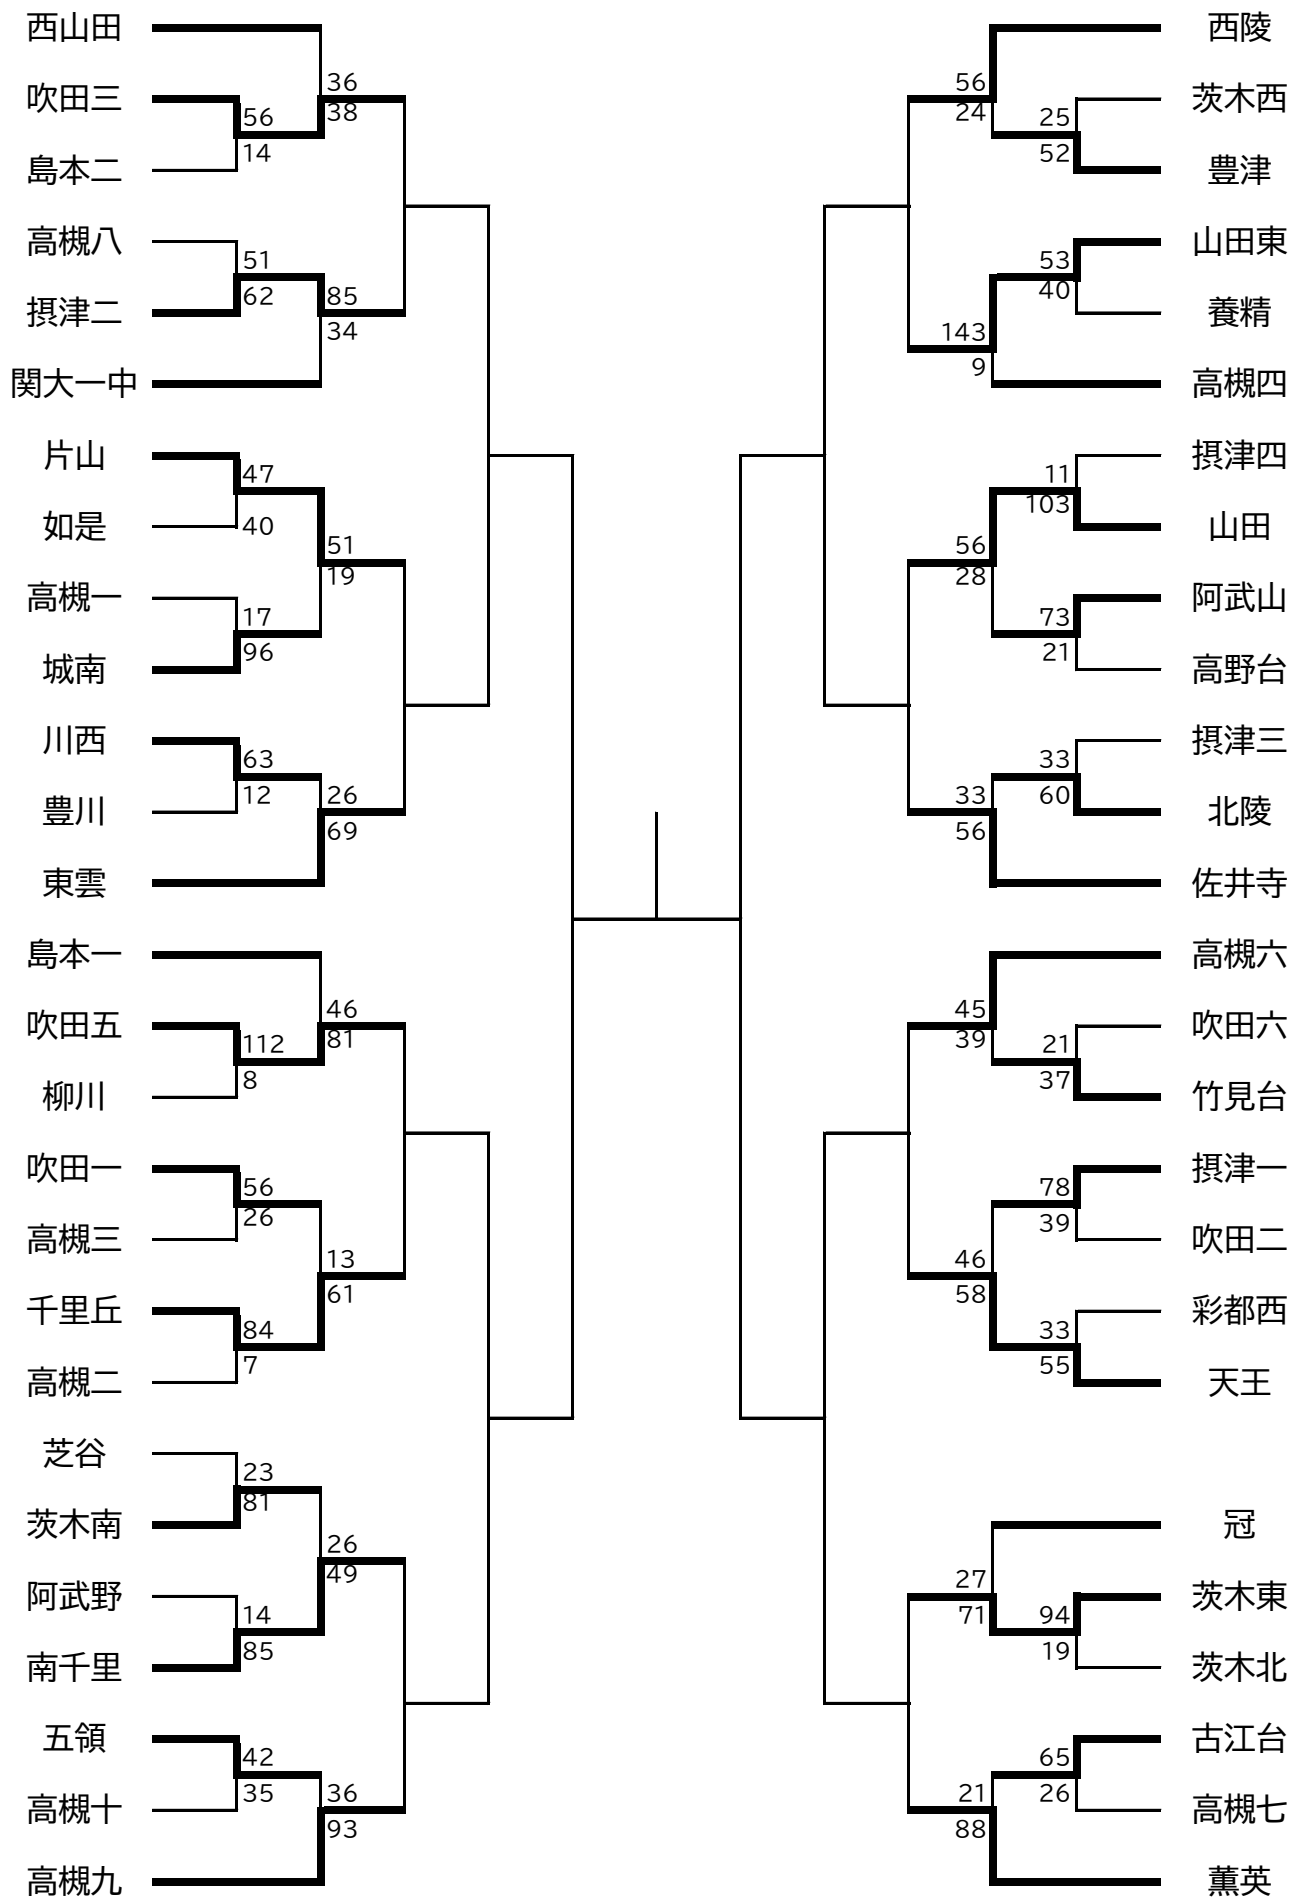 西山田
36
38
吹田三
56
14
島本二
高槻八
51
62
摂津二
85
34
関大一中
片山
47
40
如是
51
19
高槻一
17
96
城南
川西
63
12
豊川
26
69
東雲
島本一
46
81
吹田五
112
8
柳川
吹田一
56
26
高槻三
13
61
千里丘
84
7
高槻二
芝谷
23
81
茨木南
26
49
阿武野
14
85
南千里
五領
42
35
高槻十
36
93
高槻九
西陵
56
24
茨木西
25
52
豊津
山田東
53
40
養精
143
9
高槻四
摂津四
11
103
山田
56
28
阿武山
73
21
高野台
摂津三
33
60
北陵
33
56
佐井寺
高槻六
45
39
吹田六
21
37
竹見台
摂津一
78
39
吹田二
46
58
彩都西
33
55
天王
冠
27
71
茨木東
94
19
茨木北
古江台
65
26
高槻七
21
88
薫英